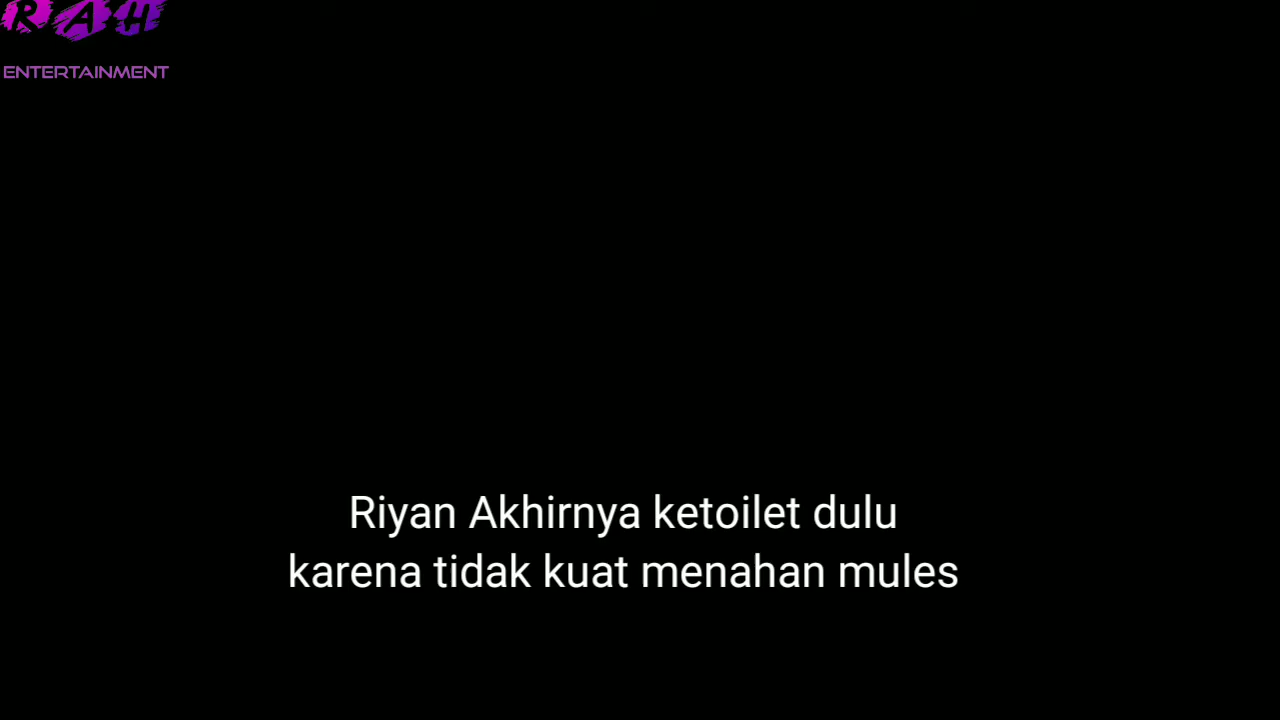 RAH
ENTERTAINMENT
Riyan Akhirnya ketoilet dulu
karena tidak kuat menahan mules